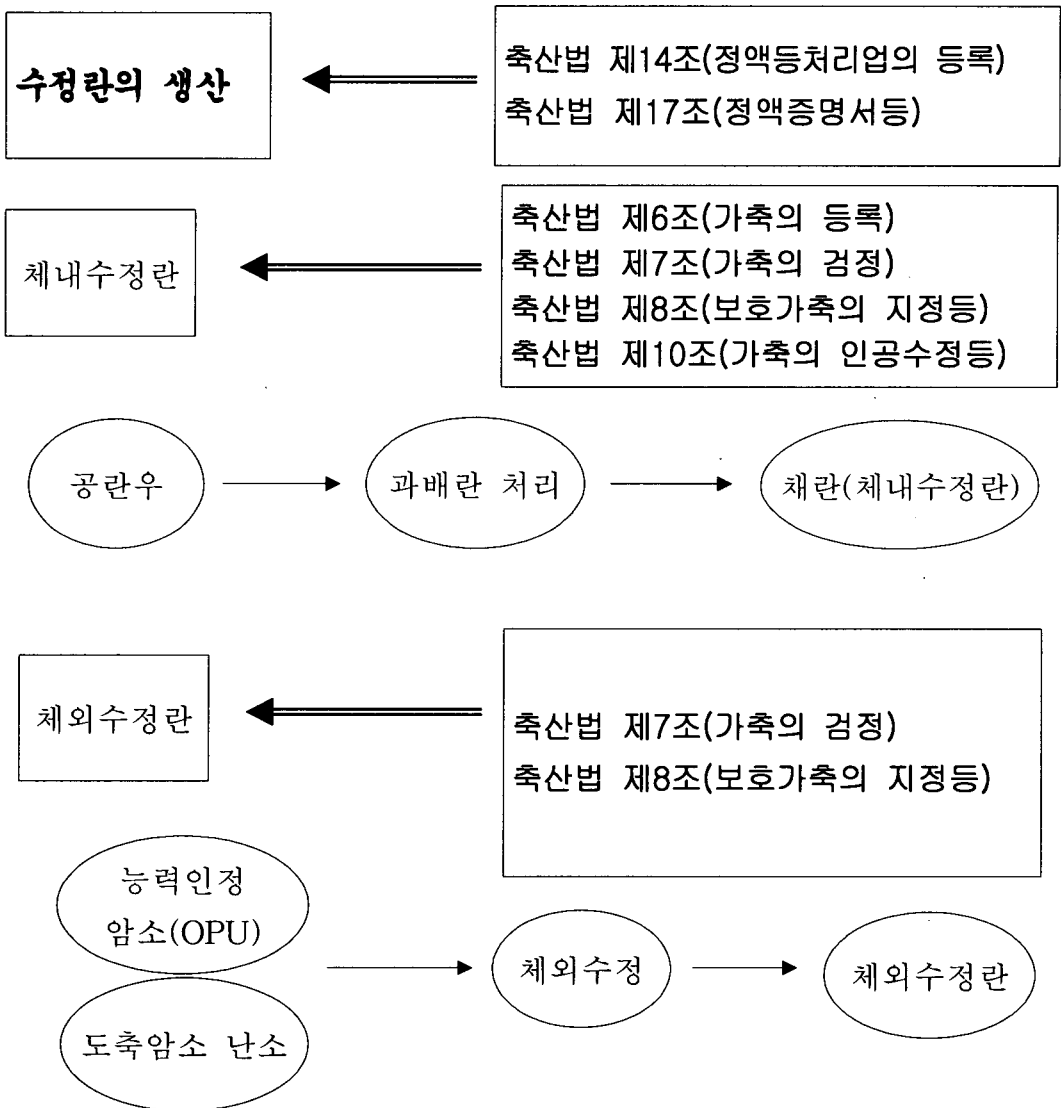 수정란의 생산
축산법 제14조(정액등처리업의 등록)
축산법 제17조(정액증명서등)
체내수정란
축산법 제6조(가축의 등록)
축산법 제7조(가축의 검정)
축산법 제8조(보호가축의 지정등)
축산법 제10조(가축의 인공수정등)
공란우
과배란 처리
채란(체내수정란)
체외수정란
축산법 제7조(가축의 검정)
축산법 제8조(보호가축의 지정등)
능력인정
암소(OPU)
도축암소 난소
체외수정
체외수정란